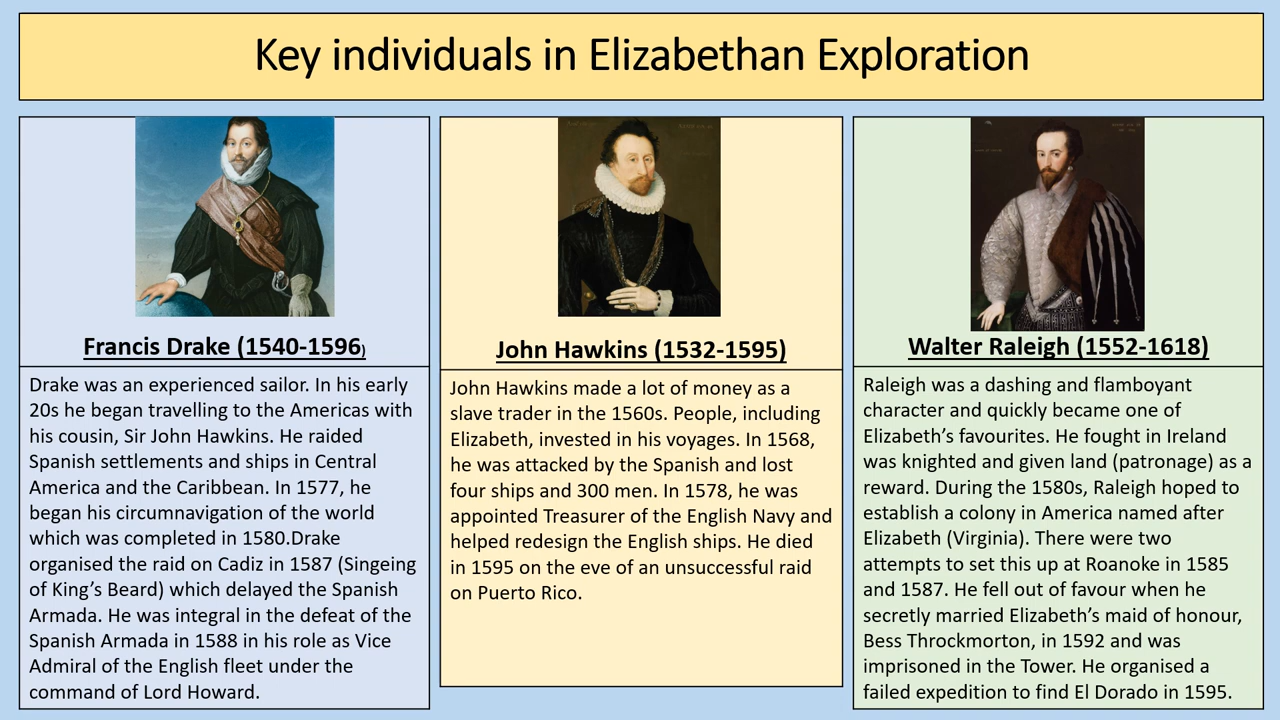 Key individuals in Elizabethan Exploration
Francis Drake (1540-1596)
Drake was an experienced sailor. In his early
20s he began travelling to the Americas with
his cousin, Sir John Hawkins. He raided
Spanish settlements and ships in Central
America and the Caribbean. In 1577, he
began his circumnavigation of the world
which was completed in 1580.Drake
organised the raid on Cadiz in 1587 (Singeing
of King’s Beard) which delayed the Spanish
Armada. He was integral in the defeat of the
Spanish Armada in 1588 in his role as Vice
Admiral of the English fleet under the
command of Lord Howard.
John Hawkins (1532-1595)
John Hawkins made a lot of money as a
slave trader in the 1560s. People, including
Elizabeth, invested in his voyages. In 1568,
he was attacked by the Spanish and lost
four ships and 300 men. In 1578, he was
appointed Treasurer of the English Navy and
helped redesign the English ships. He died
in 1595 on the eve of an unsuccessful raid
on Puerto Rico.
Walter Raleigh (1552-1618)
Raleigh was a dashing and flamboyant
character and quickly became one of
Elizabeth’s favourites. He fought in Ireland
was knighted and given land (patronage) as a
reward. During the 1580s, Raleigh hoped to
establish a colony in America named after
Elizabeth (Virginia). There were two
attempts to set this up at Roanoke in 1585
and 1587. He fell out of favour when he
secretly married Elizabeth’s maid of honour,
Bess Throckmorton, in 1592 and was
imprisoned in the Tower. He organised a
failed expedition to find El Dorado in 1595.